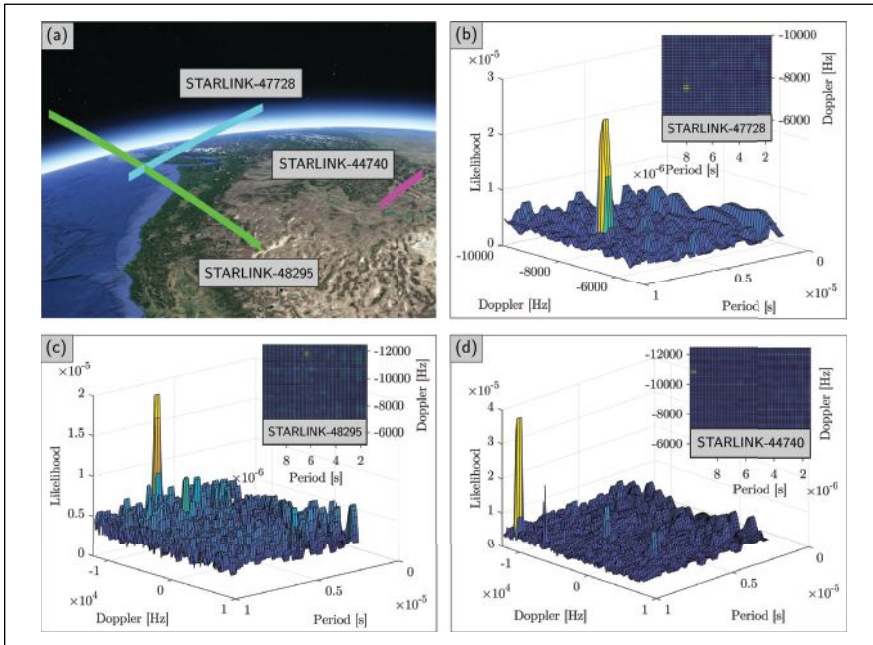 (a)
STARLINK-47728
STARLINK-44740
STARLINK-48295
(b)
×10⁻⁵
3
2
1
0
Likelihood
-10000
-8000
-6000
Doppler [Hz]
1
0.5
0
×10⁻⁵
Period [s]
-10000
-8000
-6000
Doppler [Hz]
STARLINK-47728
8 6 4 2
×10⁻⁶
Period [s]
(c)
×10⁻⁵
2
1.5
1
0.5
0
Likelihood
-1
0
1
×10⁴
Doppler [Hz]
1
0.5
0
×10⁻⁵
Period [s]
-12000
-10000
-8000
-6000
Doppler [Hz]
STARLINK-48295
8 6 4 2
×10⁻⁶
Period [s]
(d)
×10⁻⁵
4
3
2
1
0
Likelihood
-1
0
1
×10⁴
Doppler [Hz]
1
0.5
0
×10⁻⁵
Period [s]
-12000
-10000
-8000
-6000
Doppler [Hz]
STARLINK-44740
8 6 4 2
×10⁻⁶
Period [s]